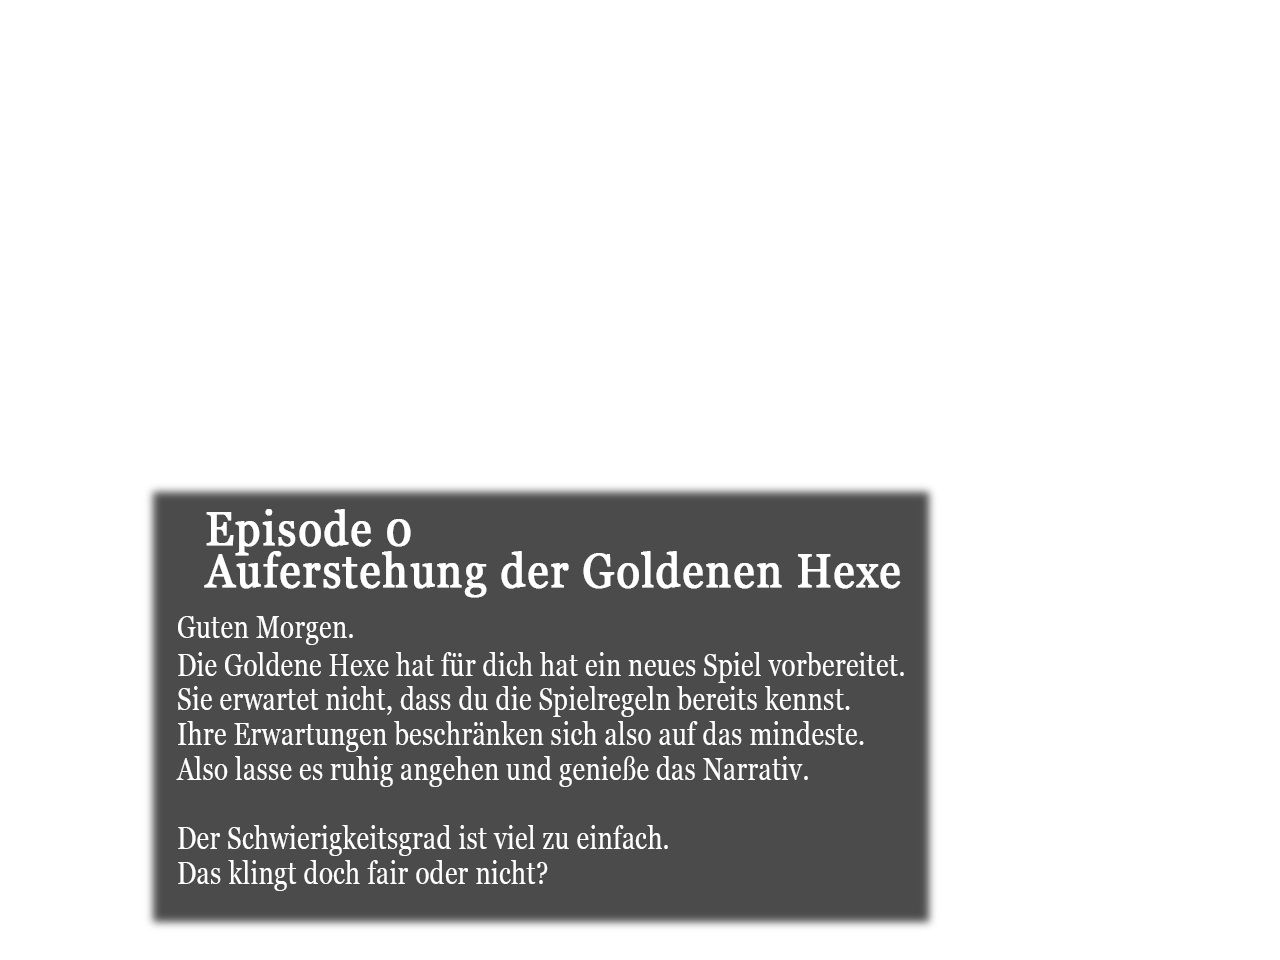 Episode 0
Auferstehung der Goldenen Hexe
Guten Morgen.
Die Goldene Hexe hat für dich hat ein neues Spiel vorbereitet.
Sie erwartet nicht, dass du die Spielregeln bereits kennst.
Ihre Erwartungen beschränken sich also auf das mindeste.
Also lasse es ruhig angehen und genieße das Narrativ.
Der Schwierigkeitsgrad ist viel zu einfach.
Das klingt doch fair oder nicht?